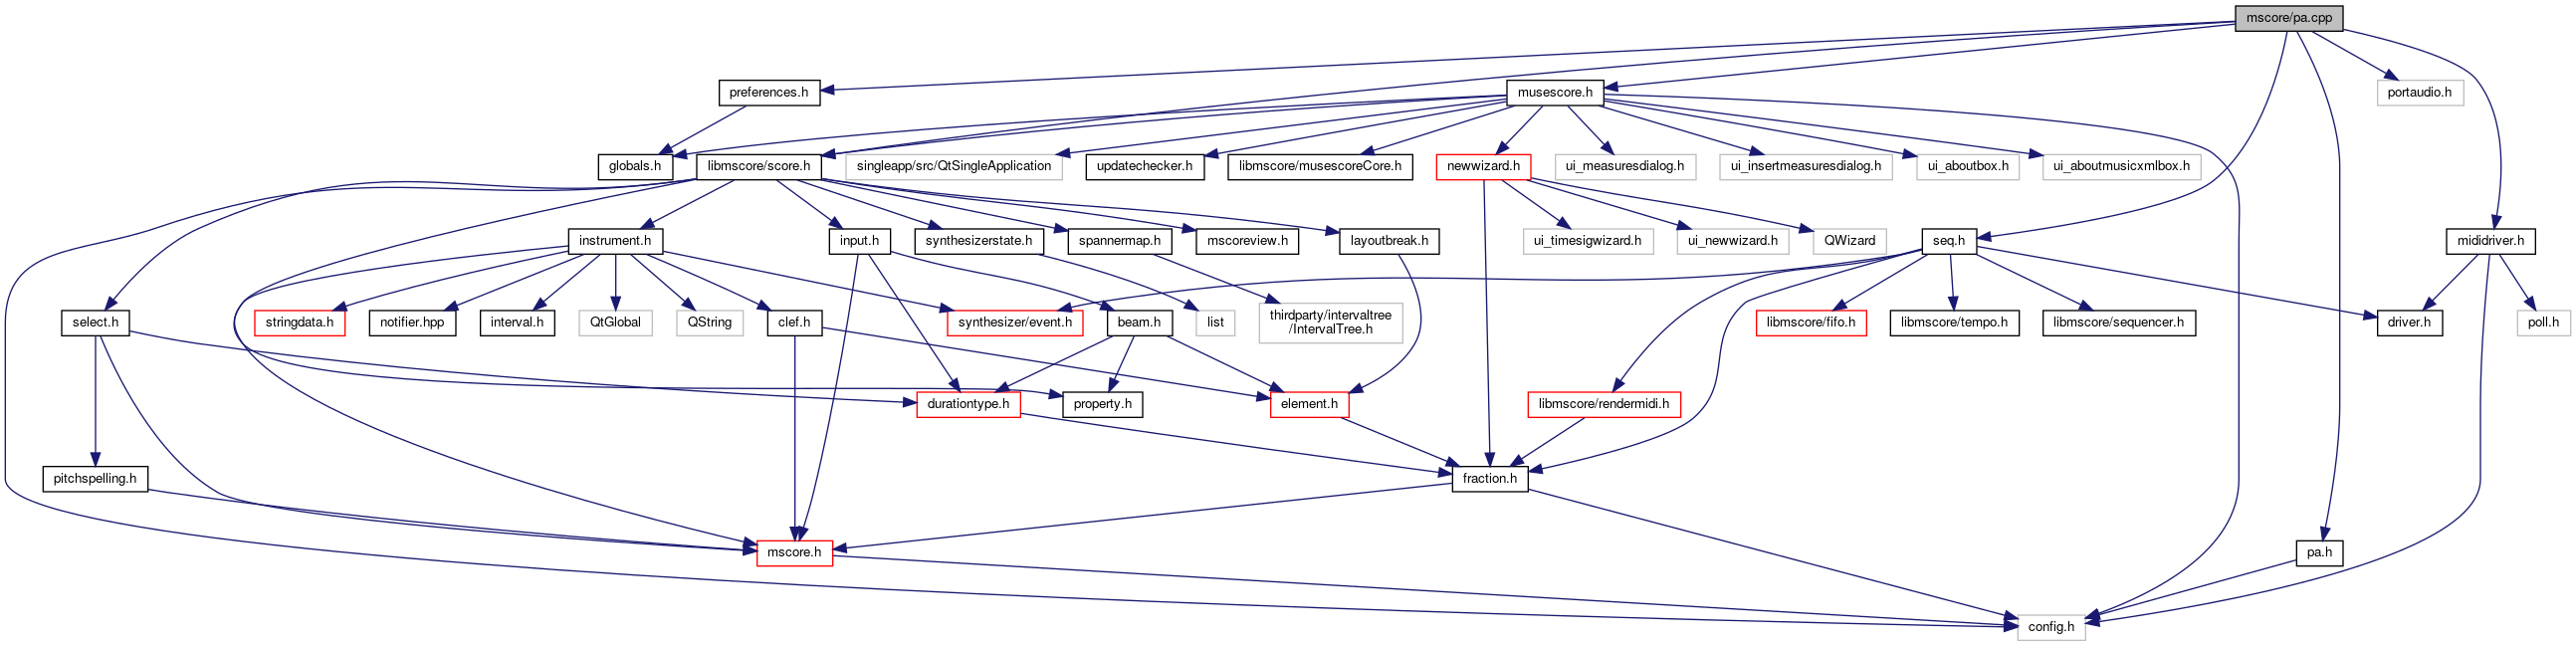 mscore/pa.cpp
preferences.h
musescore.h
portaudio.h
globals.h
libmscore/score.h
singleapp/src/QtSingleApplication
updatechecker.h
libmscore/musescoreCore.h
newwizard.h
ui_measuresdialog.h
ui_insertmeasuresdialog.h
ui_aboutbox.h
ui_aboutmusicxmlbox.h
instrument.h
input.h
synthesizerstate.h
spannermap.h
mscoreview.h
layoutbreak.h
ui_timesigwizard.h
ui_newwizard.h
QWizard
seq.h
mididriver.h
select.h
stringdata.h
notifier.hpp
interval.h
QtGlobal
QString
clef.h
synthesizer/event.h
beam.h
list
thirdparty/intervaltree
/IntervalTree.h
libmscore/fifo.h
libmscore/tempo.h
libmscore/sequencer.h
driver.h
poll.h
durationtype.h
property.h
element.h
libmscore/rendermidi.h
pitchspelling.h
fraction.h
mscore.h
pa.h
config.h